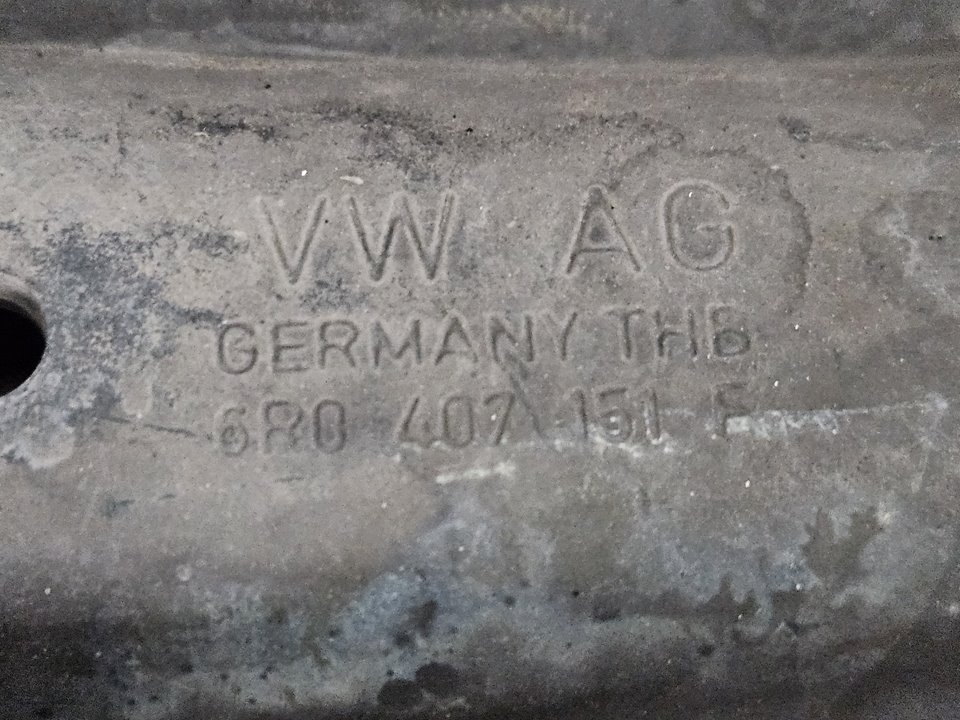 VW AG
GERMANY THB
6R0 407 151 F